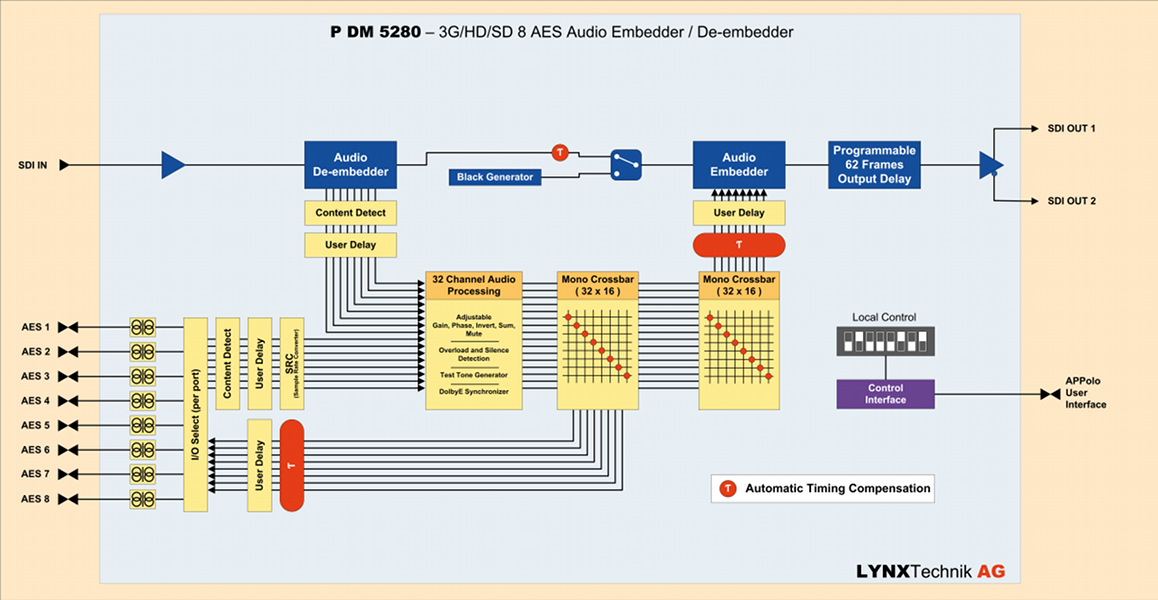 P DM 5280 – 3G/HD/SD 8 AES Audio Embedder / De-embedder
SDI IN
Audio
De-embedder
τ
Black Generator
Audio
Embedder
Programmable
62 Frames
Output Delay
SDI OUT 1
SDI OUT 2
Content Detect
User Delay
User Delay
τ
32 Channel Audio
Processing
Adjustable
Gain, Phase, Invert, Sum,
Mute
Overload and Silence
Detection
Test Tone Generator
DolbyE Synchronizer
Mono Crossbar
( 32 x 16 )
Mono Crossbar
( 32 x 16 )
AES 1
AES 2
AES 3
AES 4
AES 5
AES 6
AES 7
AES 8
I/O Select (per port)
Content Detect
User Delay
SRC
(Sample Rate Converter)
User Delay
τ
Local Control
Control
Interface
APPolo
User
Interface
τ Automatic Timing Compensation
LYNXTechnik AG